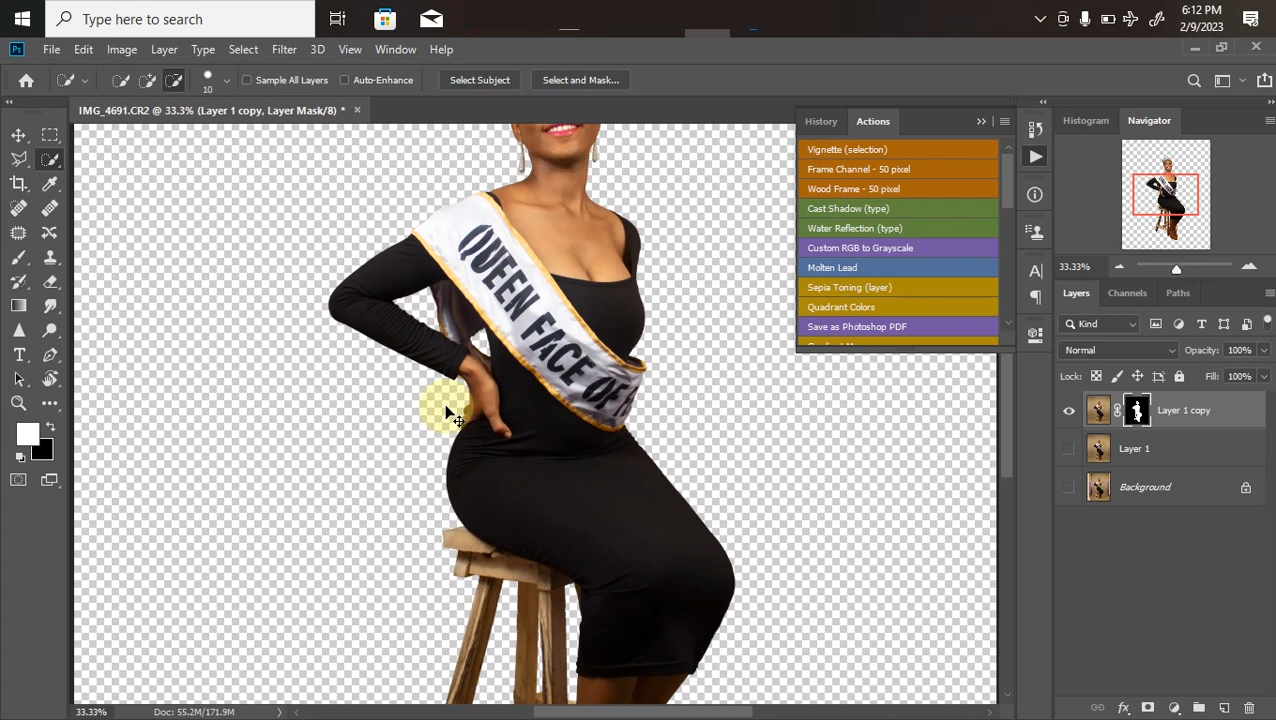 Type here to search
6:12 PM
2/9/2023
Ps File Edit Image Layer Type Select Filter 3D View Window Help
10 Sample All Layers Auto-Enhance Select Subject Select and Mask...
IMG_4691.CR2 @ 33.3% (Layer 1 copy, Layer Mask/8) *
History Actions
Vignette (selection)
Frame Channel - 50 pixel
Wood Frame - 50 pixel
Cast Shadow (type)
Water Reflection (type)
Custom RGB to Grayscale
Molten Lead
Sepia Toning (layer)
Quadrant Colors
Save as Photoshop PDF
Histogram Navigator
33.33%
Layers Channels Paths
Kind
Normal Opacity: 100%
Lock: Fill: 100%
Layer 1 copy
Layer 1
Background
QUEEN FACE OF
33.33% Doc: 55.2M/171.9M